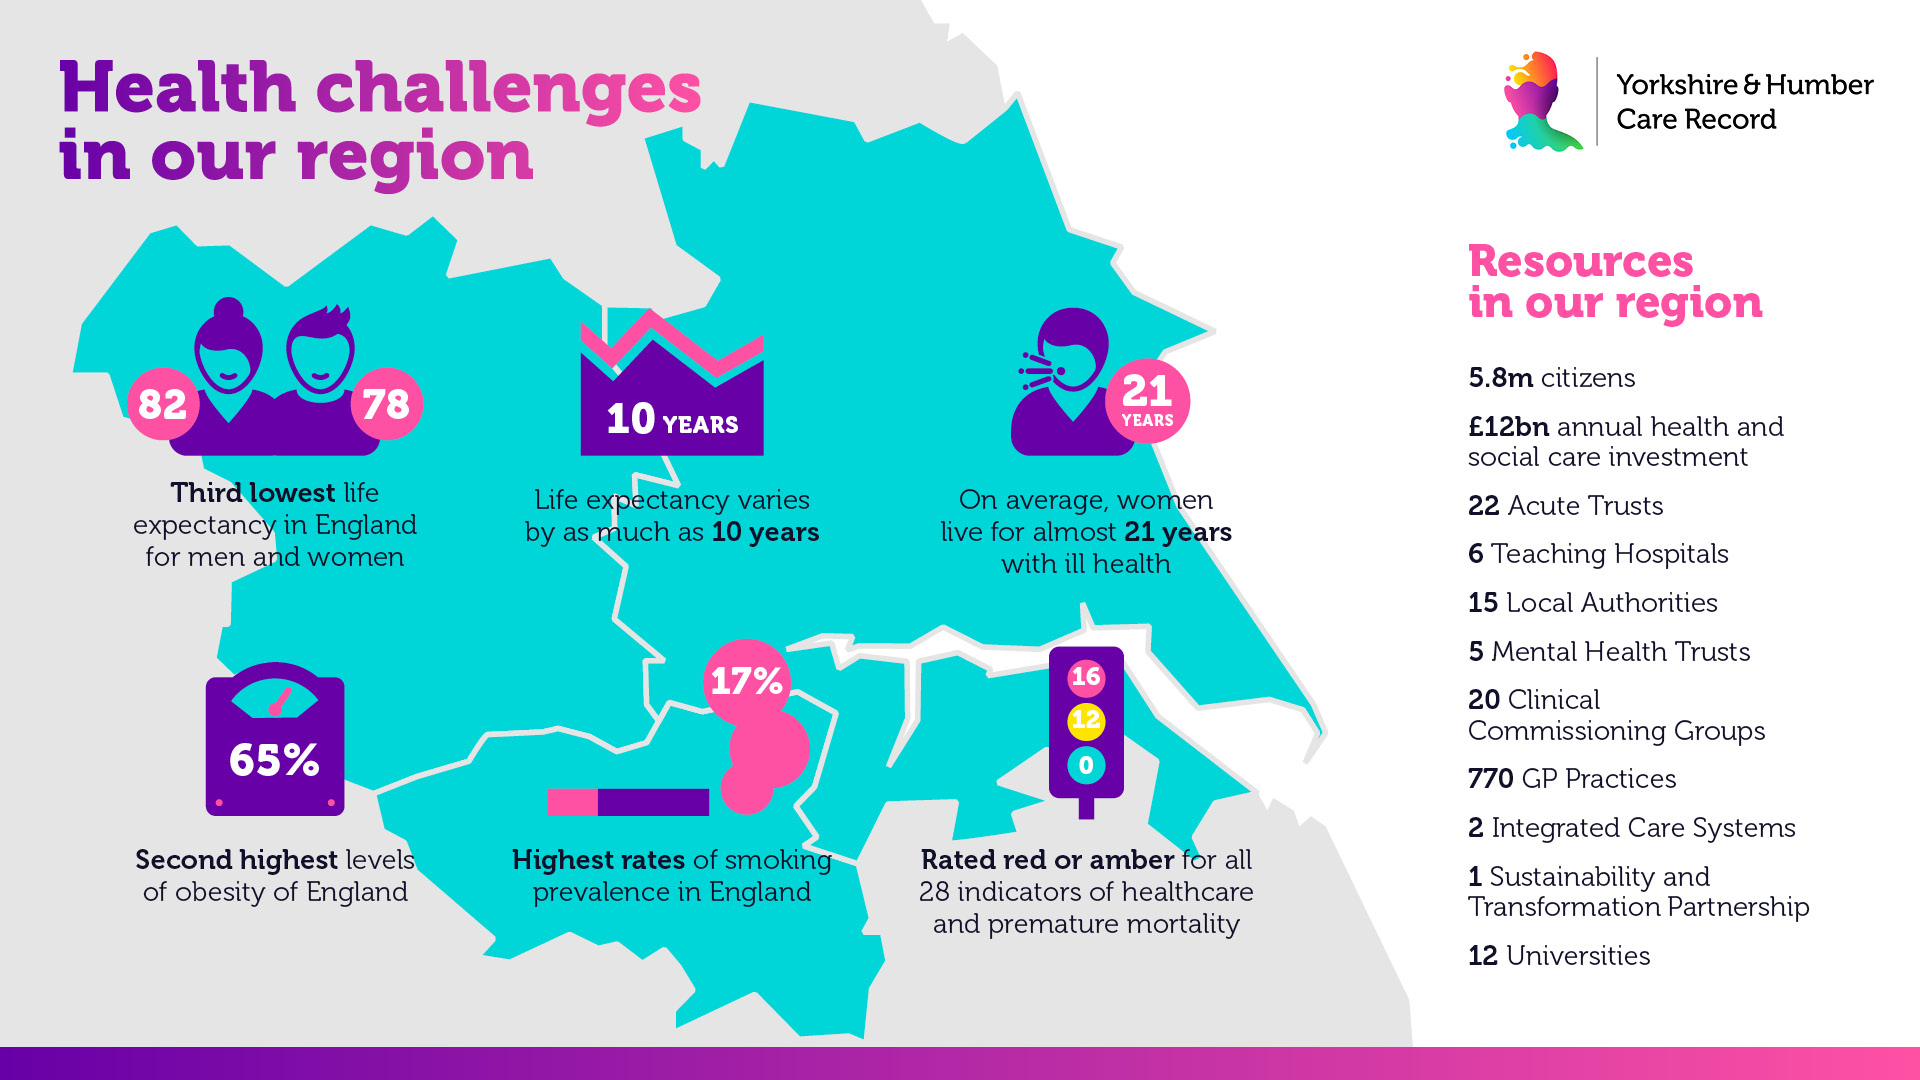 Health challenges
in our region
Yorkshire & Humber
Care Record
82
78
Third lowest life
expectancy in England
for men and women
10 YEARS
Life expectancy varies
by as much as 10 years
21
YEARS
On average, women
live for almost 21 years
with ill health
65%
Second highest levels
of obesity of England
17%
Highest rates of smoking
prevalence in England
16
12
0
Rated red or amber for all
28 indicators of healthcare
and premature mortality
Resources
in our region
5.8m citizens
£12bn annual health and
social care investment
22 Acute Trusts
6 Teaching Hospitals
15 Local Authorities
5 Mental Health Trusts
20 Clinical
Commissioning Groups
770 GP Practices
2 Integrated Care Systems
1 Sustainability and
Transformation Partnership
12 Universities